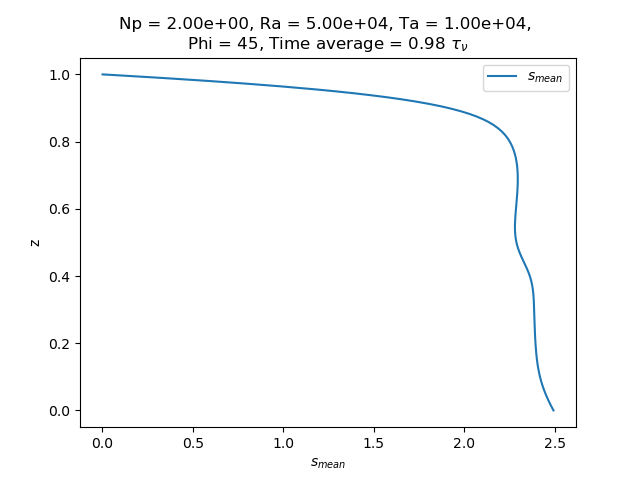 Np = 2.00e+00, Ra = 5.00e+04, Ta = 1.00e+04,
Phi = 45, Time average = 0.98 τν
smean
1.0
0.8
0.6
0.4
0.2
0.0
z
0.0 0.5 1.0 1.5 2.0 2.5
smean